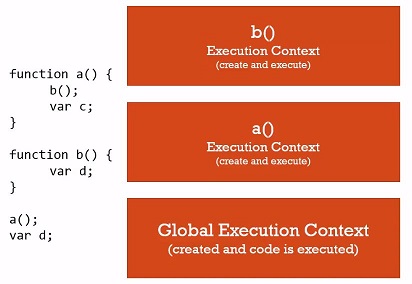 function a() {
b();
var c;
}
function b() {
var d;
}
a();
var d;
b()
Execution Context
(create and execute)
a()
Execution Context
(create and execute)
Global Execution Context
(created and code is executed)